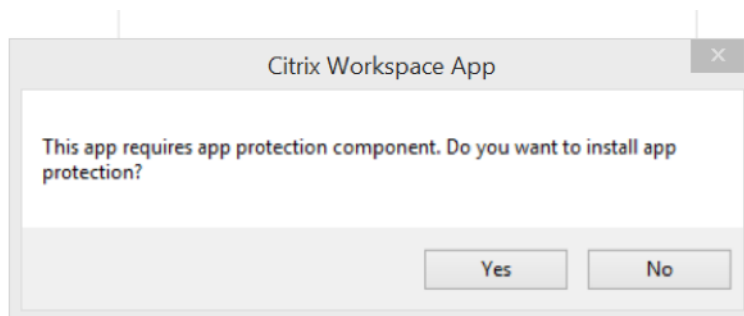 Citrix Workspace App
This app requires app protection component. Do you want to install app
protection?
Yes
No